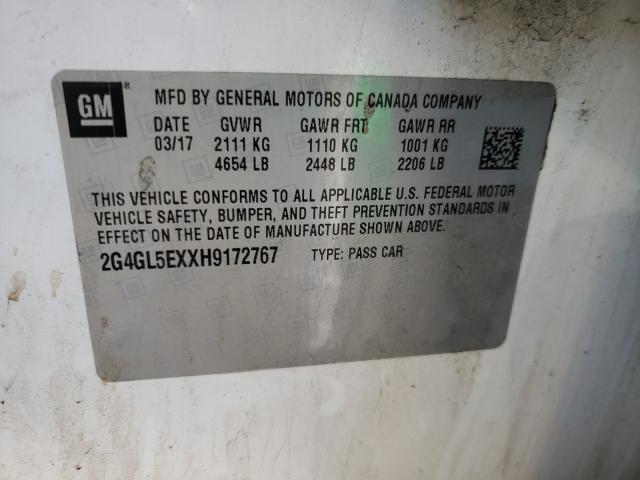 GM
MFD BY GENERAL MOTORS OF CANADA COMPANY
DATE GVWR GAWR FRT GAWR RR
03/17 2111 KG 1110 KG 1001 KG
4654 LB 2448 LB 2206 LB
THIS VEHICLE CONFORMS TO ALL APPLICABLE U.S. FEDERAL MOTOR
VEHICLE SAFETY, BUMPER, AND THEFT PREVENTION STANDARDS IN
EFFECT ON THE DATE OF MANUFACTURE SHOWN ABOVE.
2G4GL5EXXH9172767 TYPE: PASS CAR